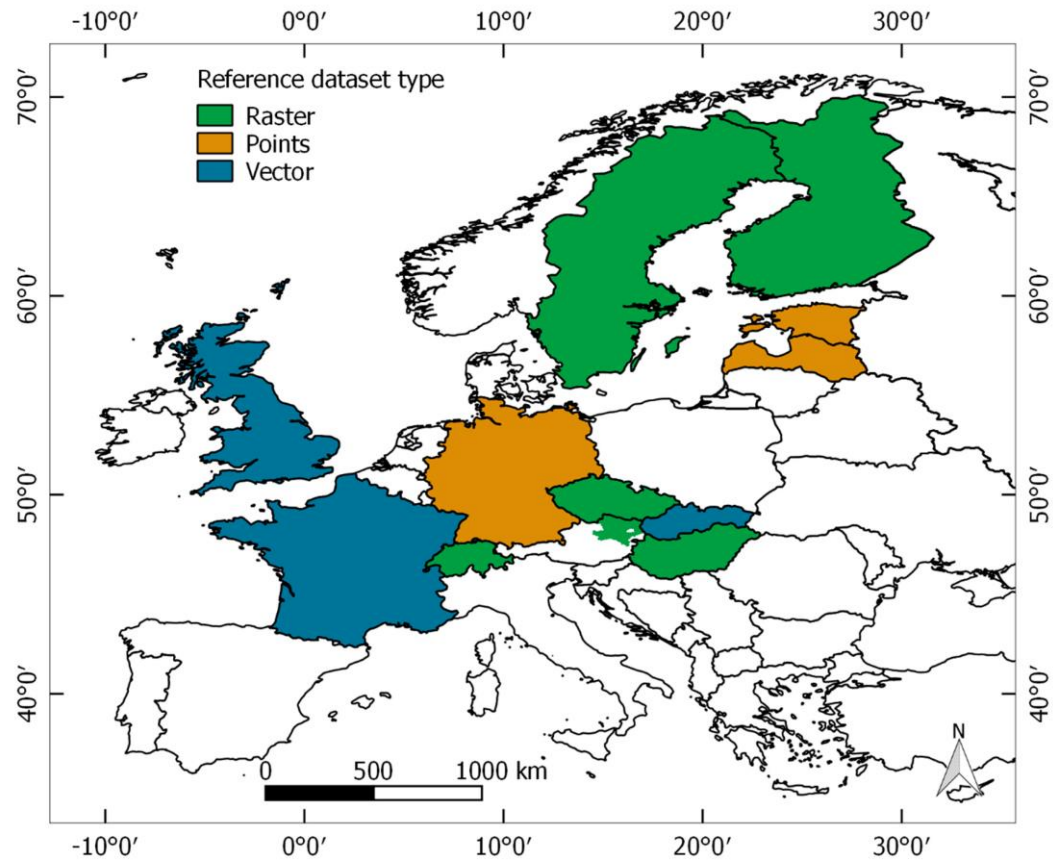 -10°0′ 0°0′ 10°0′ 20°0′ 30°0′
Reference dataset type
Raster
Points
Vector
70°0′ 70°0′
60°0′ 60°0′
50°0′ 50°0′
40°0′ 40°0′
N
0 500 1000 km
-10°0′ 0°0′ 10°0′ 20°0′ 30°0′